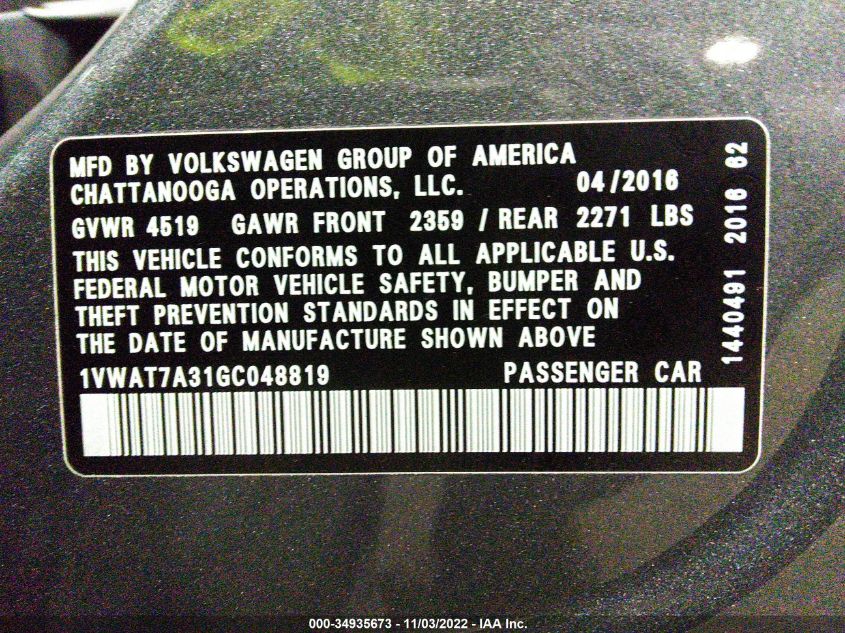 MFD BY VOLKSWAGEN GROUP OF AMERICA
CHATTANOOGA OPERATIONS, LLC. 04/2016
GVWR 4519 GAWR FRONT 2359 / REAR 2271 LBS
THIS VEHICLE CONFORMS TO ALL APPLICABLE U.S.
FEDERAL MOTOR VEHICLE SAFETY, BUMPER AND
THEFT PREVENTION STANDARDS IN EFFECT ON
THE DATE OF MANUFACTURE SHOWN ABOVE
1VWAT7A31GC048819 PASSENGER CAR
1440491 2016 62
000-34935673 - 11/03/2022 - IAA Inc.